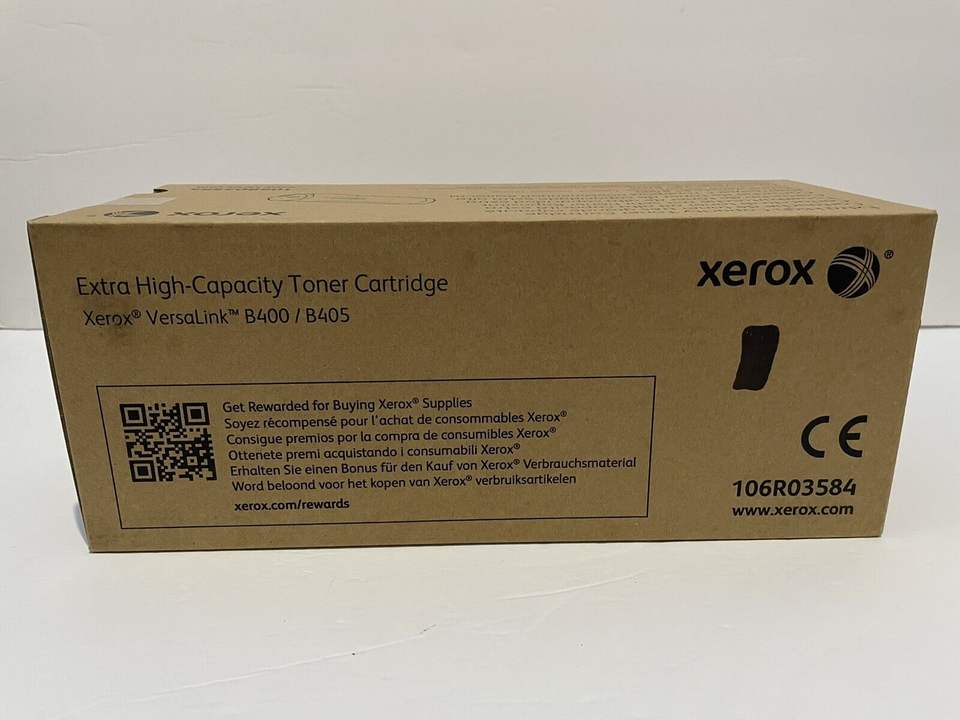 xerox
Extra High-Capacity Toner Cartridge
Xerox® VersaLink™ B400 / B405
xerox®
Get Rewarded for Buying Xerox® Supplies
Soyez récompensé pour l'achat de consommables Xerox®
Consigue premios por la compra de consumibles Xerox®
Ottenete premi acquistando i consumabili Xerox®
Erhalten Sie einen Bonus für den Kauf von Xerox® Verbrauchsmaterial
Word beloond voor het kopen van Xerox® verbruiksartikelen
xerox.com/rewards
CE
106R03584
www.xerox.com